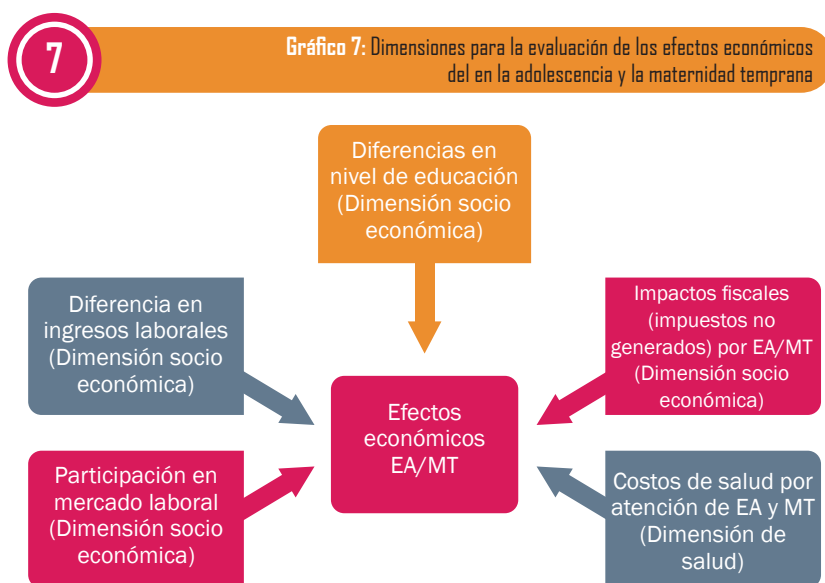 7
Gráfico 7: Dimensiones para la evaluación de los efectos económicos
del en la adolescencia y la maternidad temprana
Diferencias en
nivel de educación
(Dimensión socio
económica)
Diferencia en
ingresos laborales
(Dimensión socio
económica)
Impactos fiscales
(impuestos no
generados) por EA/MT
(Dimensión socio
económica)
Efectos
económicos
EA/MT
Participación en
mercado laboral
(Dimensión socio
económica)
Costos de salud por
atención de EA y MT
(Dimensión de
salud)